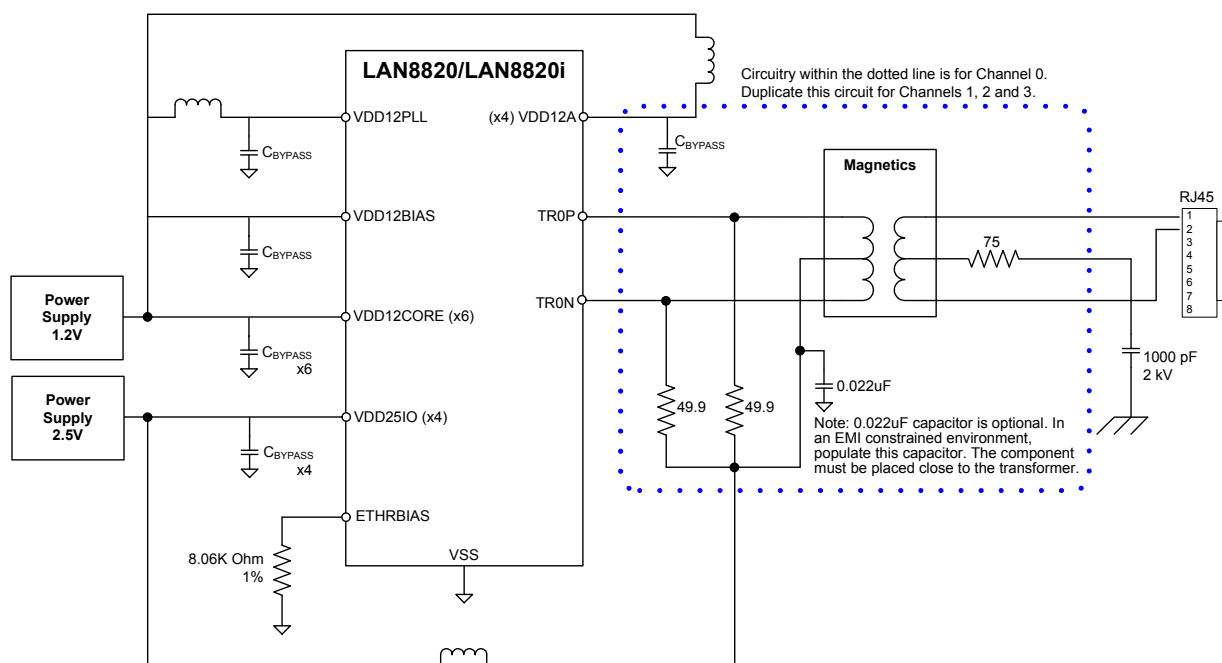 LAN8820/LAN8820i
Circuitry within the dotted line is for Channel 0.
Duplicate this circuit for Channels 1, 2 and 3.
VDD12PLL
(x4) VDD12A
CBYPASS
CBYPASS
Magnetics
RJ45
VDD12BIAS
TR0P
1
2
3
4
5
6
7
8
75
CBYPASS
Power
Supply
1.2V
TR0N
VDD12CORE (x6)
CBYPASS
x6
1000 pF
2 kV
Power
Supply
2.5V
0.022uF
49.9
49.9
VDD25IO (x4)
Note: 0.022uF capacitor is optional. In
an EMI constrained environment,
populate this capacitor. The component
must be placed close to the transformer.
CBYPASS
x4
ETHRBIAS
8.06K Ohm
1%
VSS